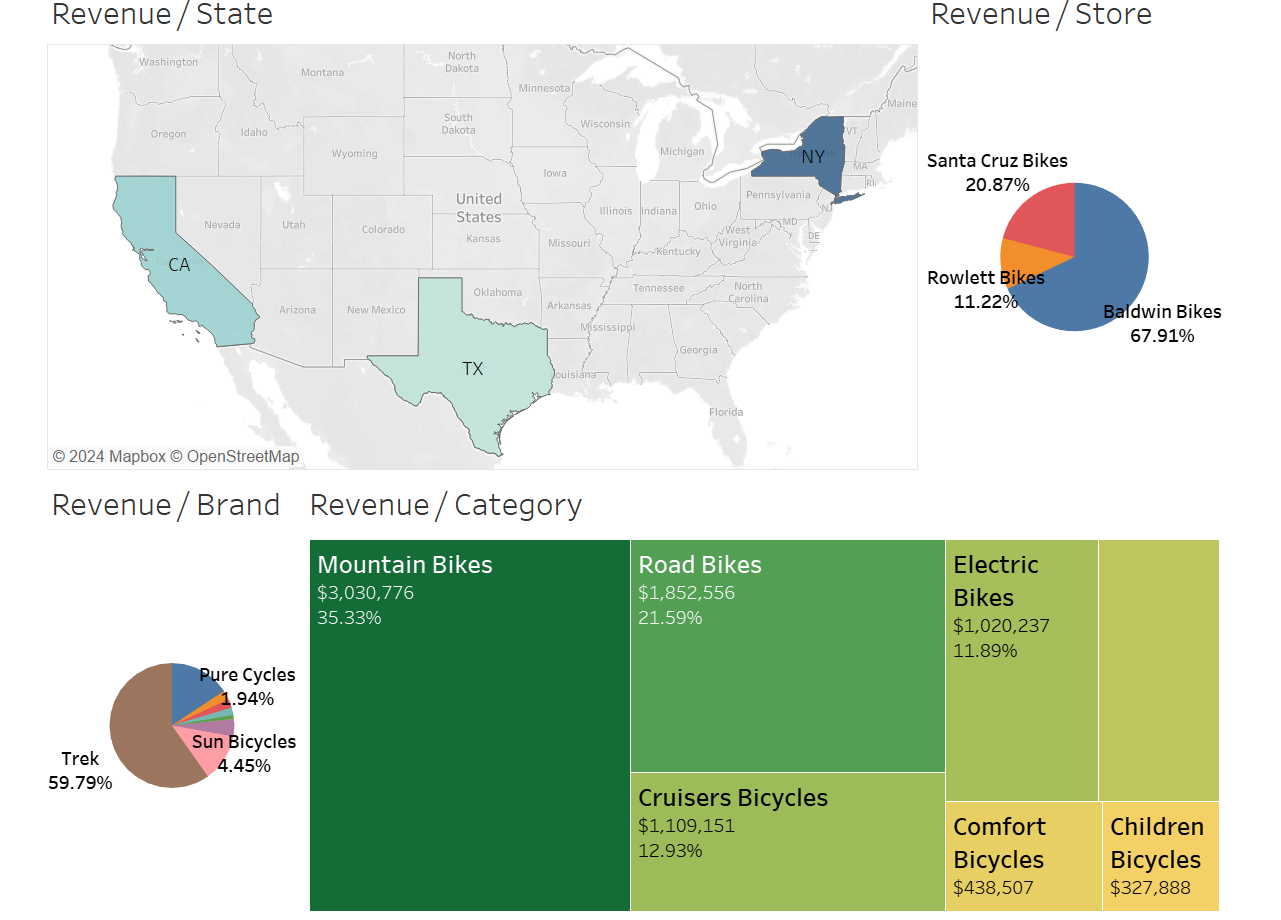 Revenue / State
Revenue / Store
Washington
Montana
North
Dakota
Minnesota
Maine
Oregon
Idaho
South
Dakota
Wisconsin
Michigan
VT
NY
Wyoming
Iowa
MA
RI
Pennsylvania
NJ
Nevada
Utah
Colorado
United
States
Kansas
Illinois
Indiana
Ohio
MD
DE
West
Virginia
Missouri
Kentucky
CA
Arizona
New Mexico
Oklahoma
Arkansas
Tennessee
North
Carolina
Mississippi
Georgia
TX
ouisiana
Florida
© 2024 Mapbox © OpenStreetMap
Santa Cruz Bikes
20.87%
Rowlett Bikes
11.22%
Baldwin Bikes
67.91%
Revenue / Brand
Revenue / Category
Pure Cycles
1.94%
Sun Bicycles
4.45%
Trek
59.79%
Mountain Bikes
$3,030,776
35.33%
Road Bikes
$1,852,556
21.59%
Cruisers Bicycles
$1,109,151
12.93%
Electric
Bikes
$1,020,237
11.89%
Comfort
Bicycles
$438,507
Children
Bicycles
$327,888